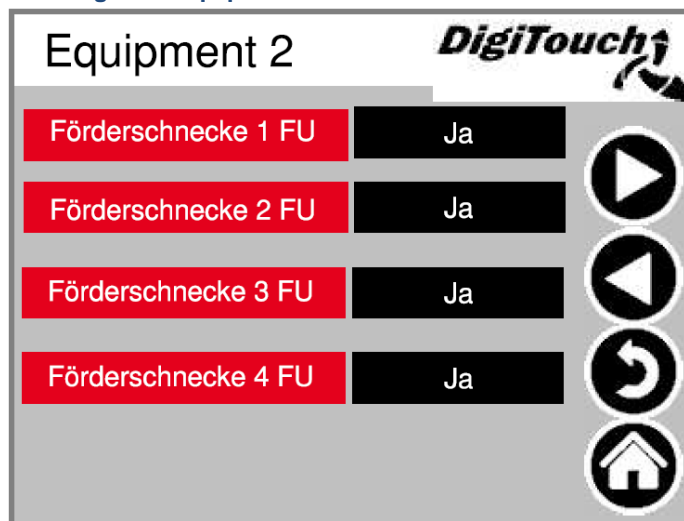 Equipment 2
DigiTouch
Förderschnecke 1 FU
Ja
Förderschnecke 2 FU
Ja
Förderschnecke 3 FU
Ja
Förderschnecke 4 FU
Ja